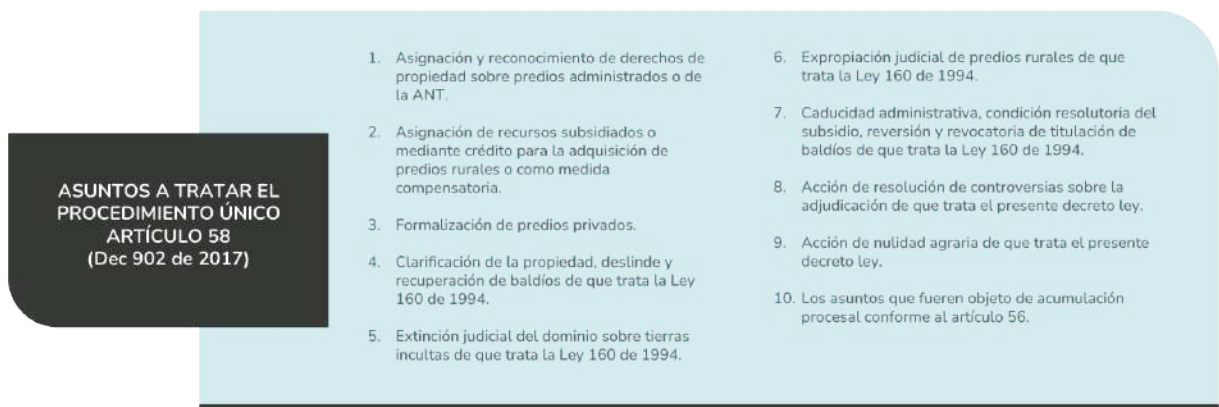 ASUNTOS A TRATAR EL
PROCEDIMIENTO ÚNICO
ARTÍCULO 58
(Dec 902 de 2017)
1. Asignación y reconocimiento de derechos de
propiedad sobre predios administrados o de
la ANT.
2. Asignación de recursos subsidiados o
mediante crédito para la adquisición de
predios rurales o como medida
compensatoria.
3. Formalización de predios privados.
4. Clarificación de la propiedad, deslinde y
recuperación de baldíos de que trata la Ley
160 de 1994.
5. Extinción judicial del dominio sobre tierras
incultas de que trata la Ley 160 de 1994.
6. Expropiación judicial de predios rurales de que
trata la Ley 160 de 1994.
7. Caducidad administrativa, condición resolutoria del
subsidio, reversión y revocatoria de titulación de
baldíos de que trata la Ley 160 de 1994.
8. Acción de resolución de controversias sobre la
adjudicación de que trata el presente decreto ley.
9. Acción de nulidad agraria de que trata el presente
decreto ley.
10. Los asuntos que fueren objeto de acumulación
procesal conforme al artículo 56.